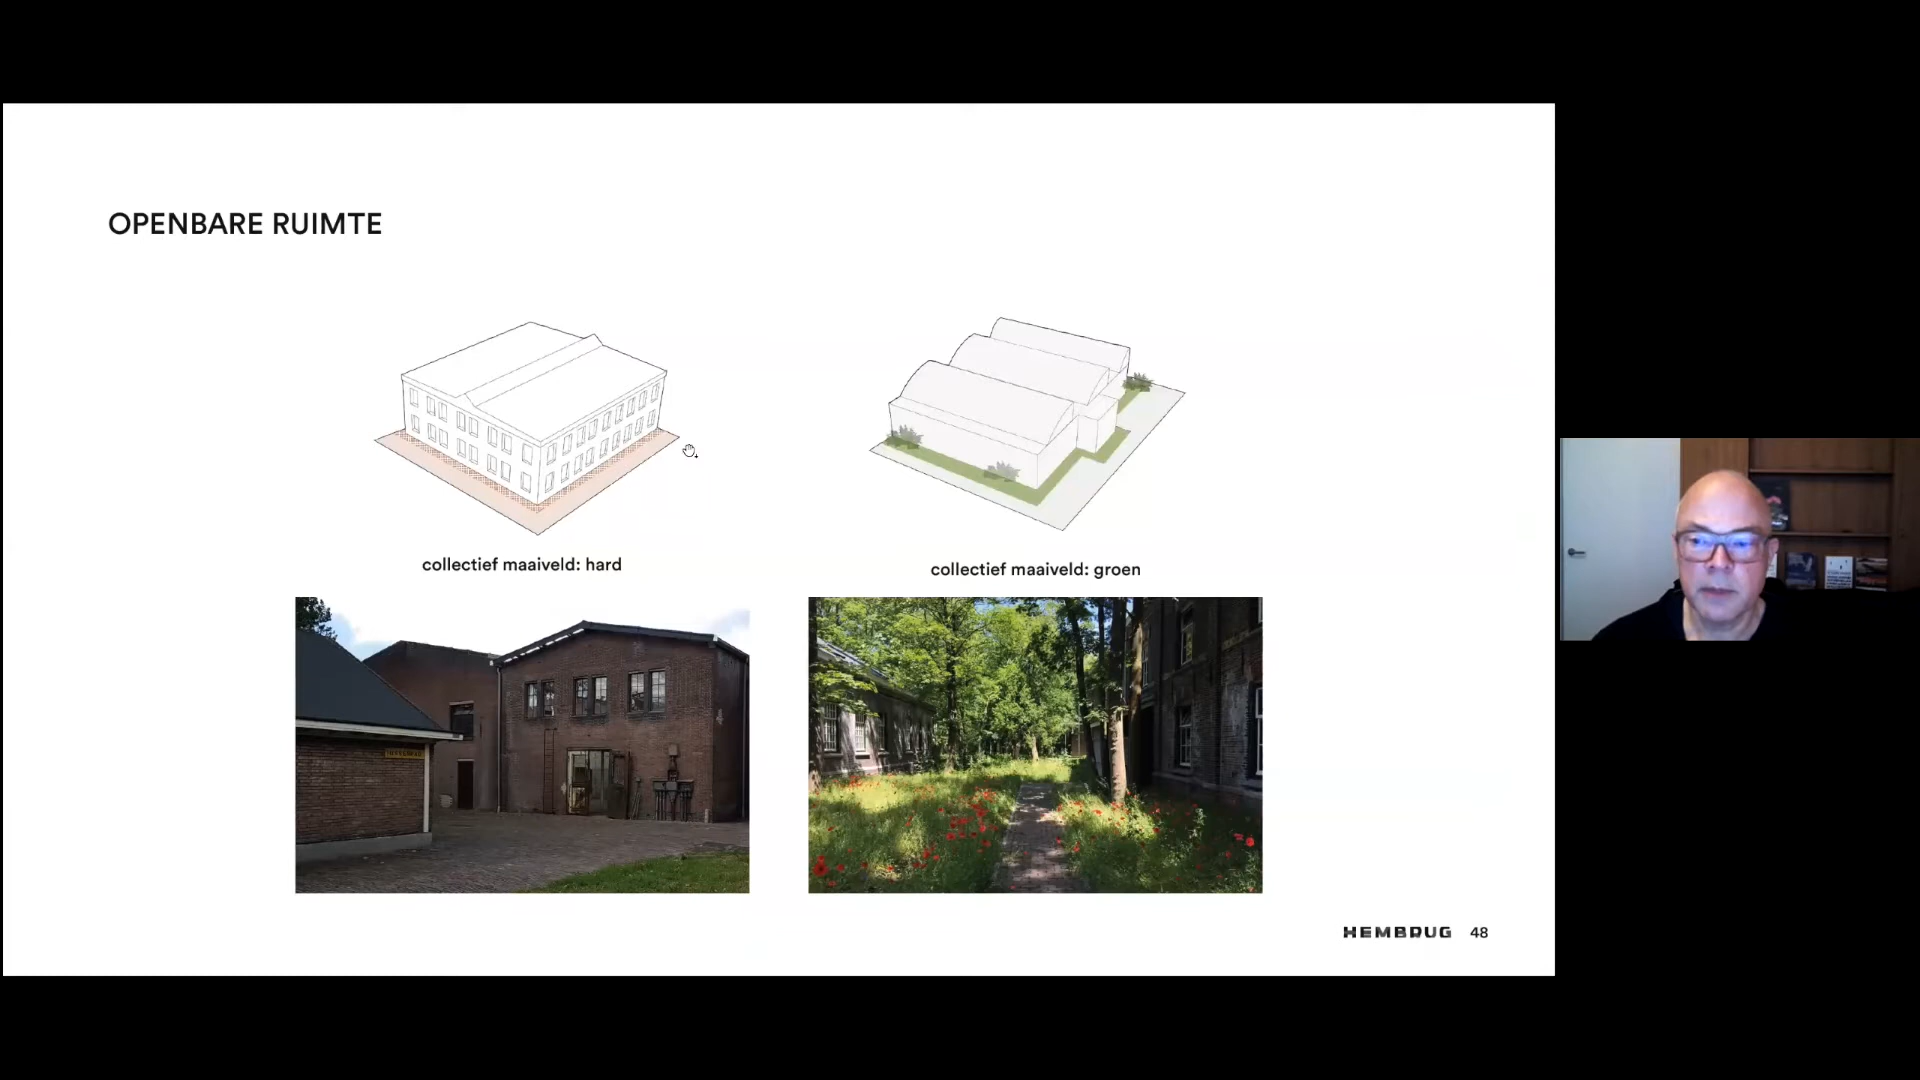 OPENBARE RUIMTE
collectief maaiveld: hard
collectief maaiveld: groen
HEMBRUG 48